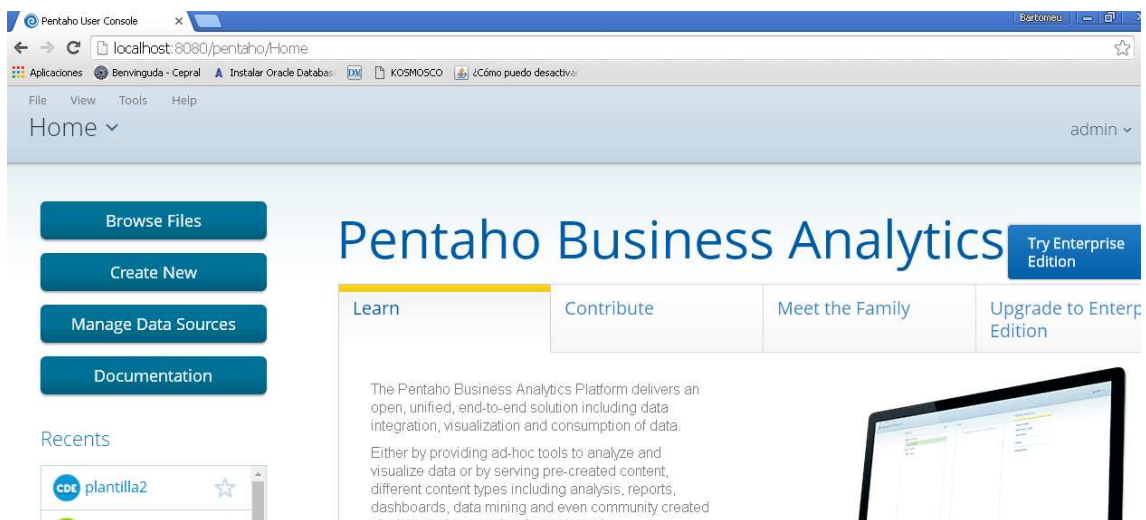 Pentaho User Console
Bartomeu
localhost:8080/pentaho/Home
Aplicaciones Benvinguda - Cepral Instalar Oracle Databas DM KOSMOSCO ¿Cómo puedo desactiva
File View Tools Help
Home
admin
Browse Files
Create New
Manage Data Sources
Documentation
Recents
CDE plantilla2
Pentaho Business Analytics
Try Enterprise
Edition
Learn Contribute Meet the Family Upgrade to Enterp
Edition
The Pentaho Business Analytics Platform delivers an
open, unified, end-to-end solution including data
integration, visualization and consumption of data.
Either by providing ad-hoc tools to analyze and
visualize data or by serving pre-created content,
different content types including analysis, reports,
dashboards, data mining and even community created